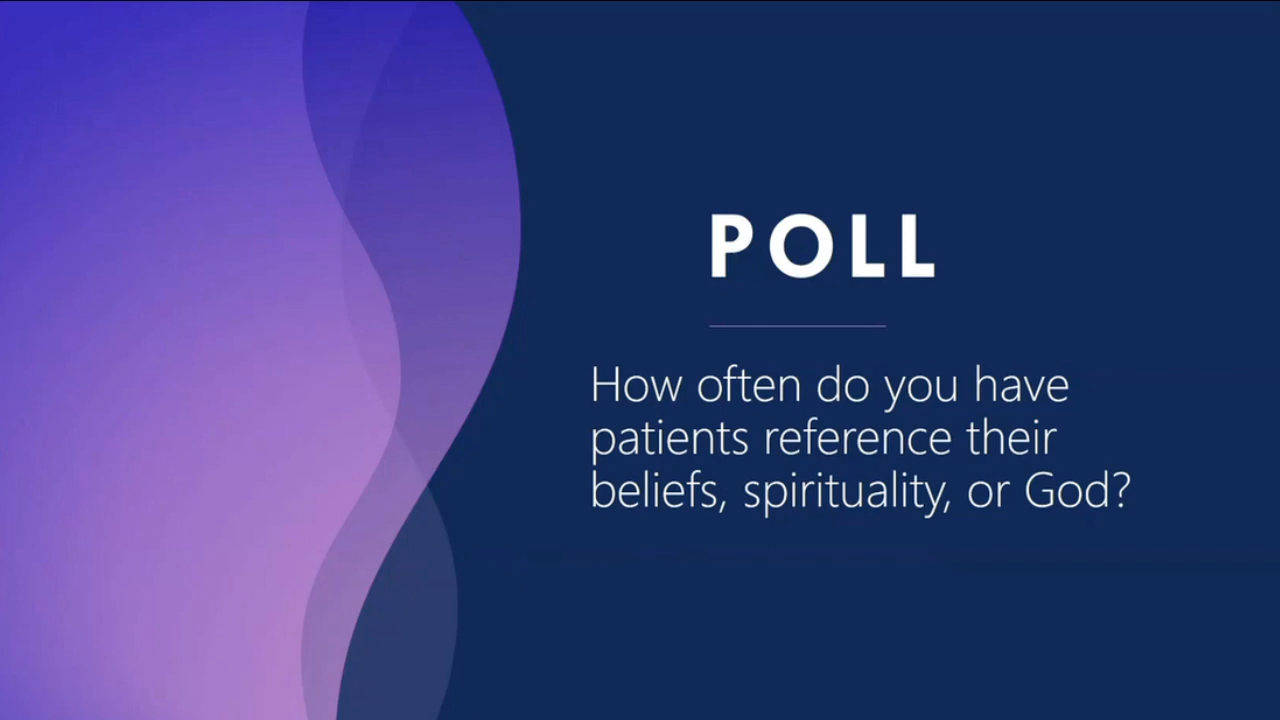 POLL
How often do you have
patients reference their
beliefs, spirituality, or God?